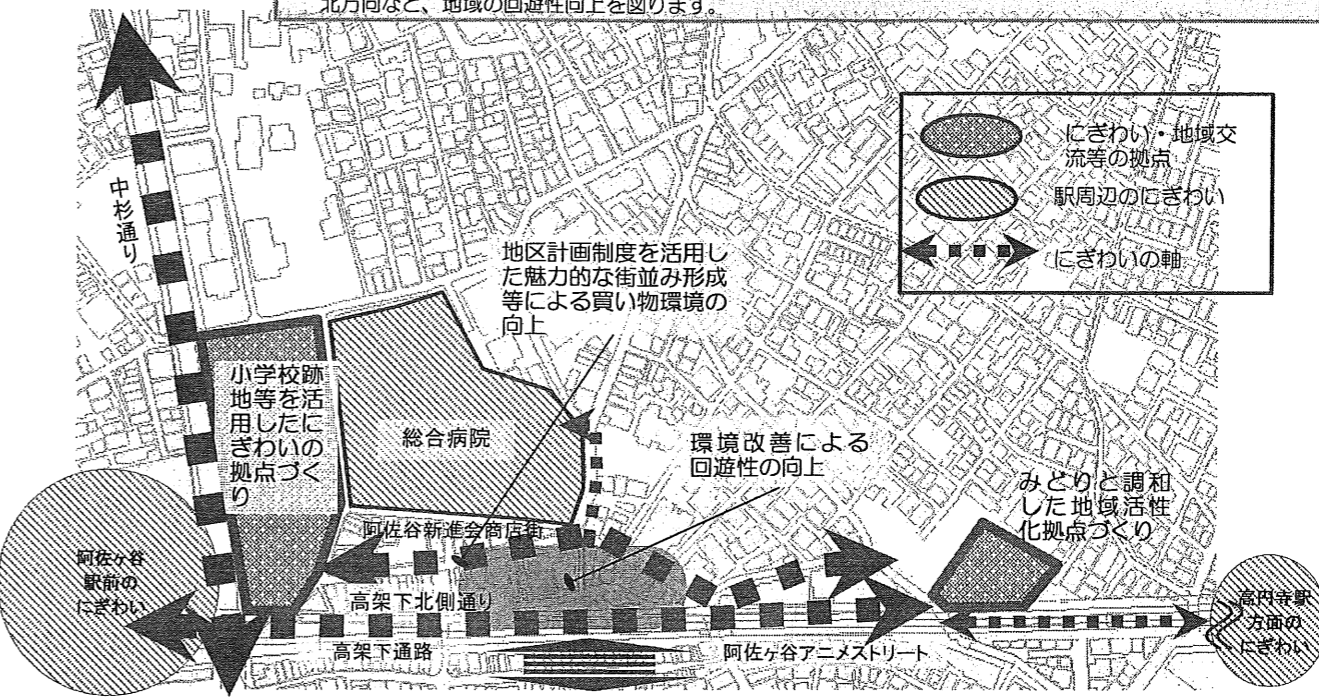 北方向など、地域の回遊性向上を図ります。
にぎわい・地域交
流等の拠点
駅周辺のにぎわい
にぎわいの軸
中杉通り
地区計画制度を活用し
た魅力的な街並み形成
等による買い物環境の
向上
小学校跡
地等を活
用したに
ぎわいの
拠点づく
り
総合病院
環境改善による
回遊性の向上
みどりと調和
した地域活性
化拠点づくり
阿佐谷新進会商店街
阿佐ヶ谷
駅前の
にぎわい
高架下北側通り
高円寺駅
方面の
にぎわい
高架下通路
阿佐ヶ谷アニメストリート